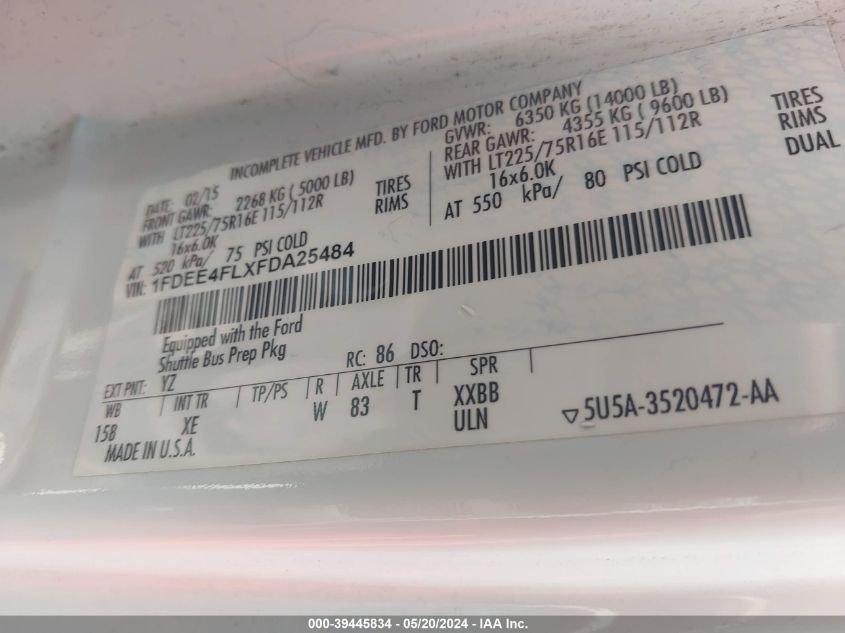 INCOMPLETE VEHICLE MFD. BY FORD MOTOR COMPANY
DATE: 02/15
GVWR: 6350 KG (14000 LB)
FRONT GAWR: 2268 KG (5000 LB)
REAR GAWR: 4355 KG ( 9600 LB)
WITH LT225/75R16E 115/112R TIRES
WITH LT225/75R16E 115/112R TIRES
16x6.0K RIMS
16x6.0K RIMS
AT 520 kPa/ 75 PSI COLD
AT 550 kPa/ 80 PSI COLD DUAL
VIN: 1FDEE4FLXFDA25484
Equipped with the Ford
Shuttle Bus Prep Pkg
RC: 86 DSO:
EXT PNT: YZ
WB INT TR TP/PS R AXLE TR SPR
158 XE W 83 T XXBB
ULN
MADE IN U.S.A.
5U5A-3520472-AA
000-39445834 - 05/20/2024 - IAA Inc.